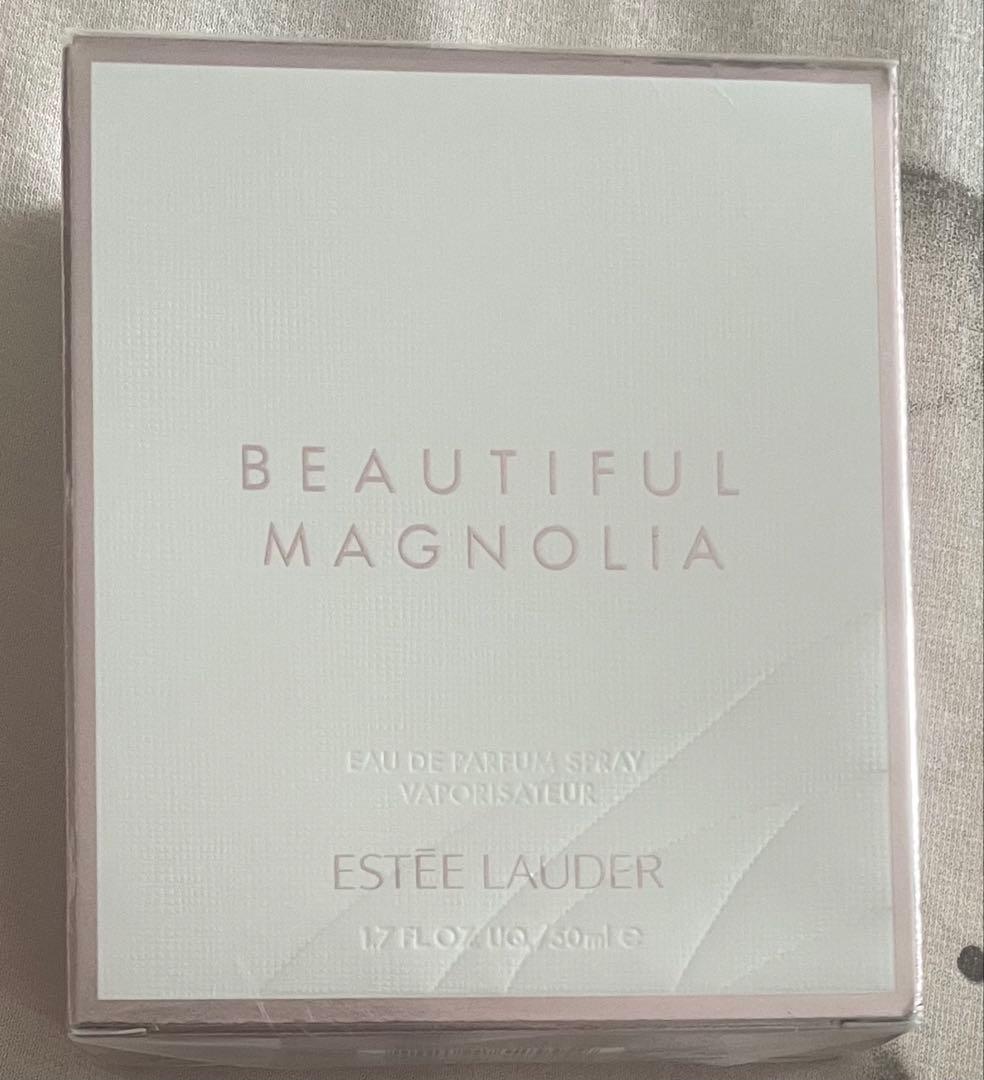 BEAUTIFUL
MAGNOLIA
EAU DE PARFUM SPRAY
VAPORISATEUR
ESTĒE LAUDER
1.7 FL.OZ. LIQ./50ml ℮